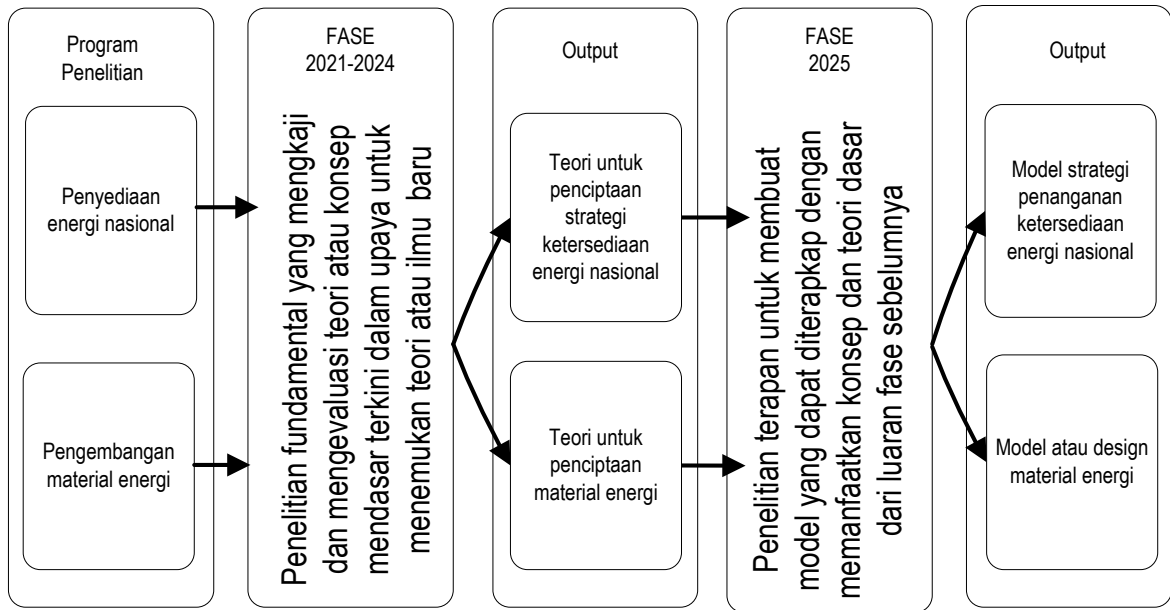 Program
Penelitian
Penyediaan
energi nasional
Pengembangan
material energi
FASE
2021-2024
Penelitian fundamental yang mengkaji
dan mengevaluasi teori atau konsep
mendasar terkini dalam upaya untuk
menemukan teori atau ilmu baru
Output
Teori untuk
penciptaan
strategi
ketersediaan
energi nasional
Teori untuk
penciptaan
material energi
FASE
2025
Penelitian terapan untuk membuat
model yang dapat diterapkap dengan
memanfaatkan konsep dan teori dasar
dari luaran fase sebelumnya
Output
Model strategi
penanganan
ketersediaan
energi nasional
Model atau design
material energi